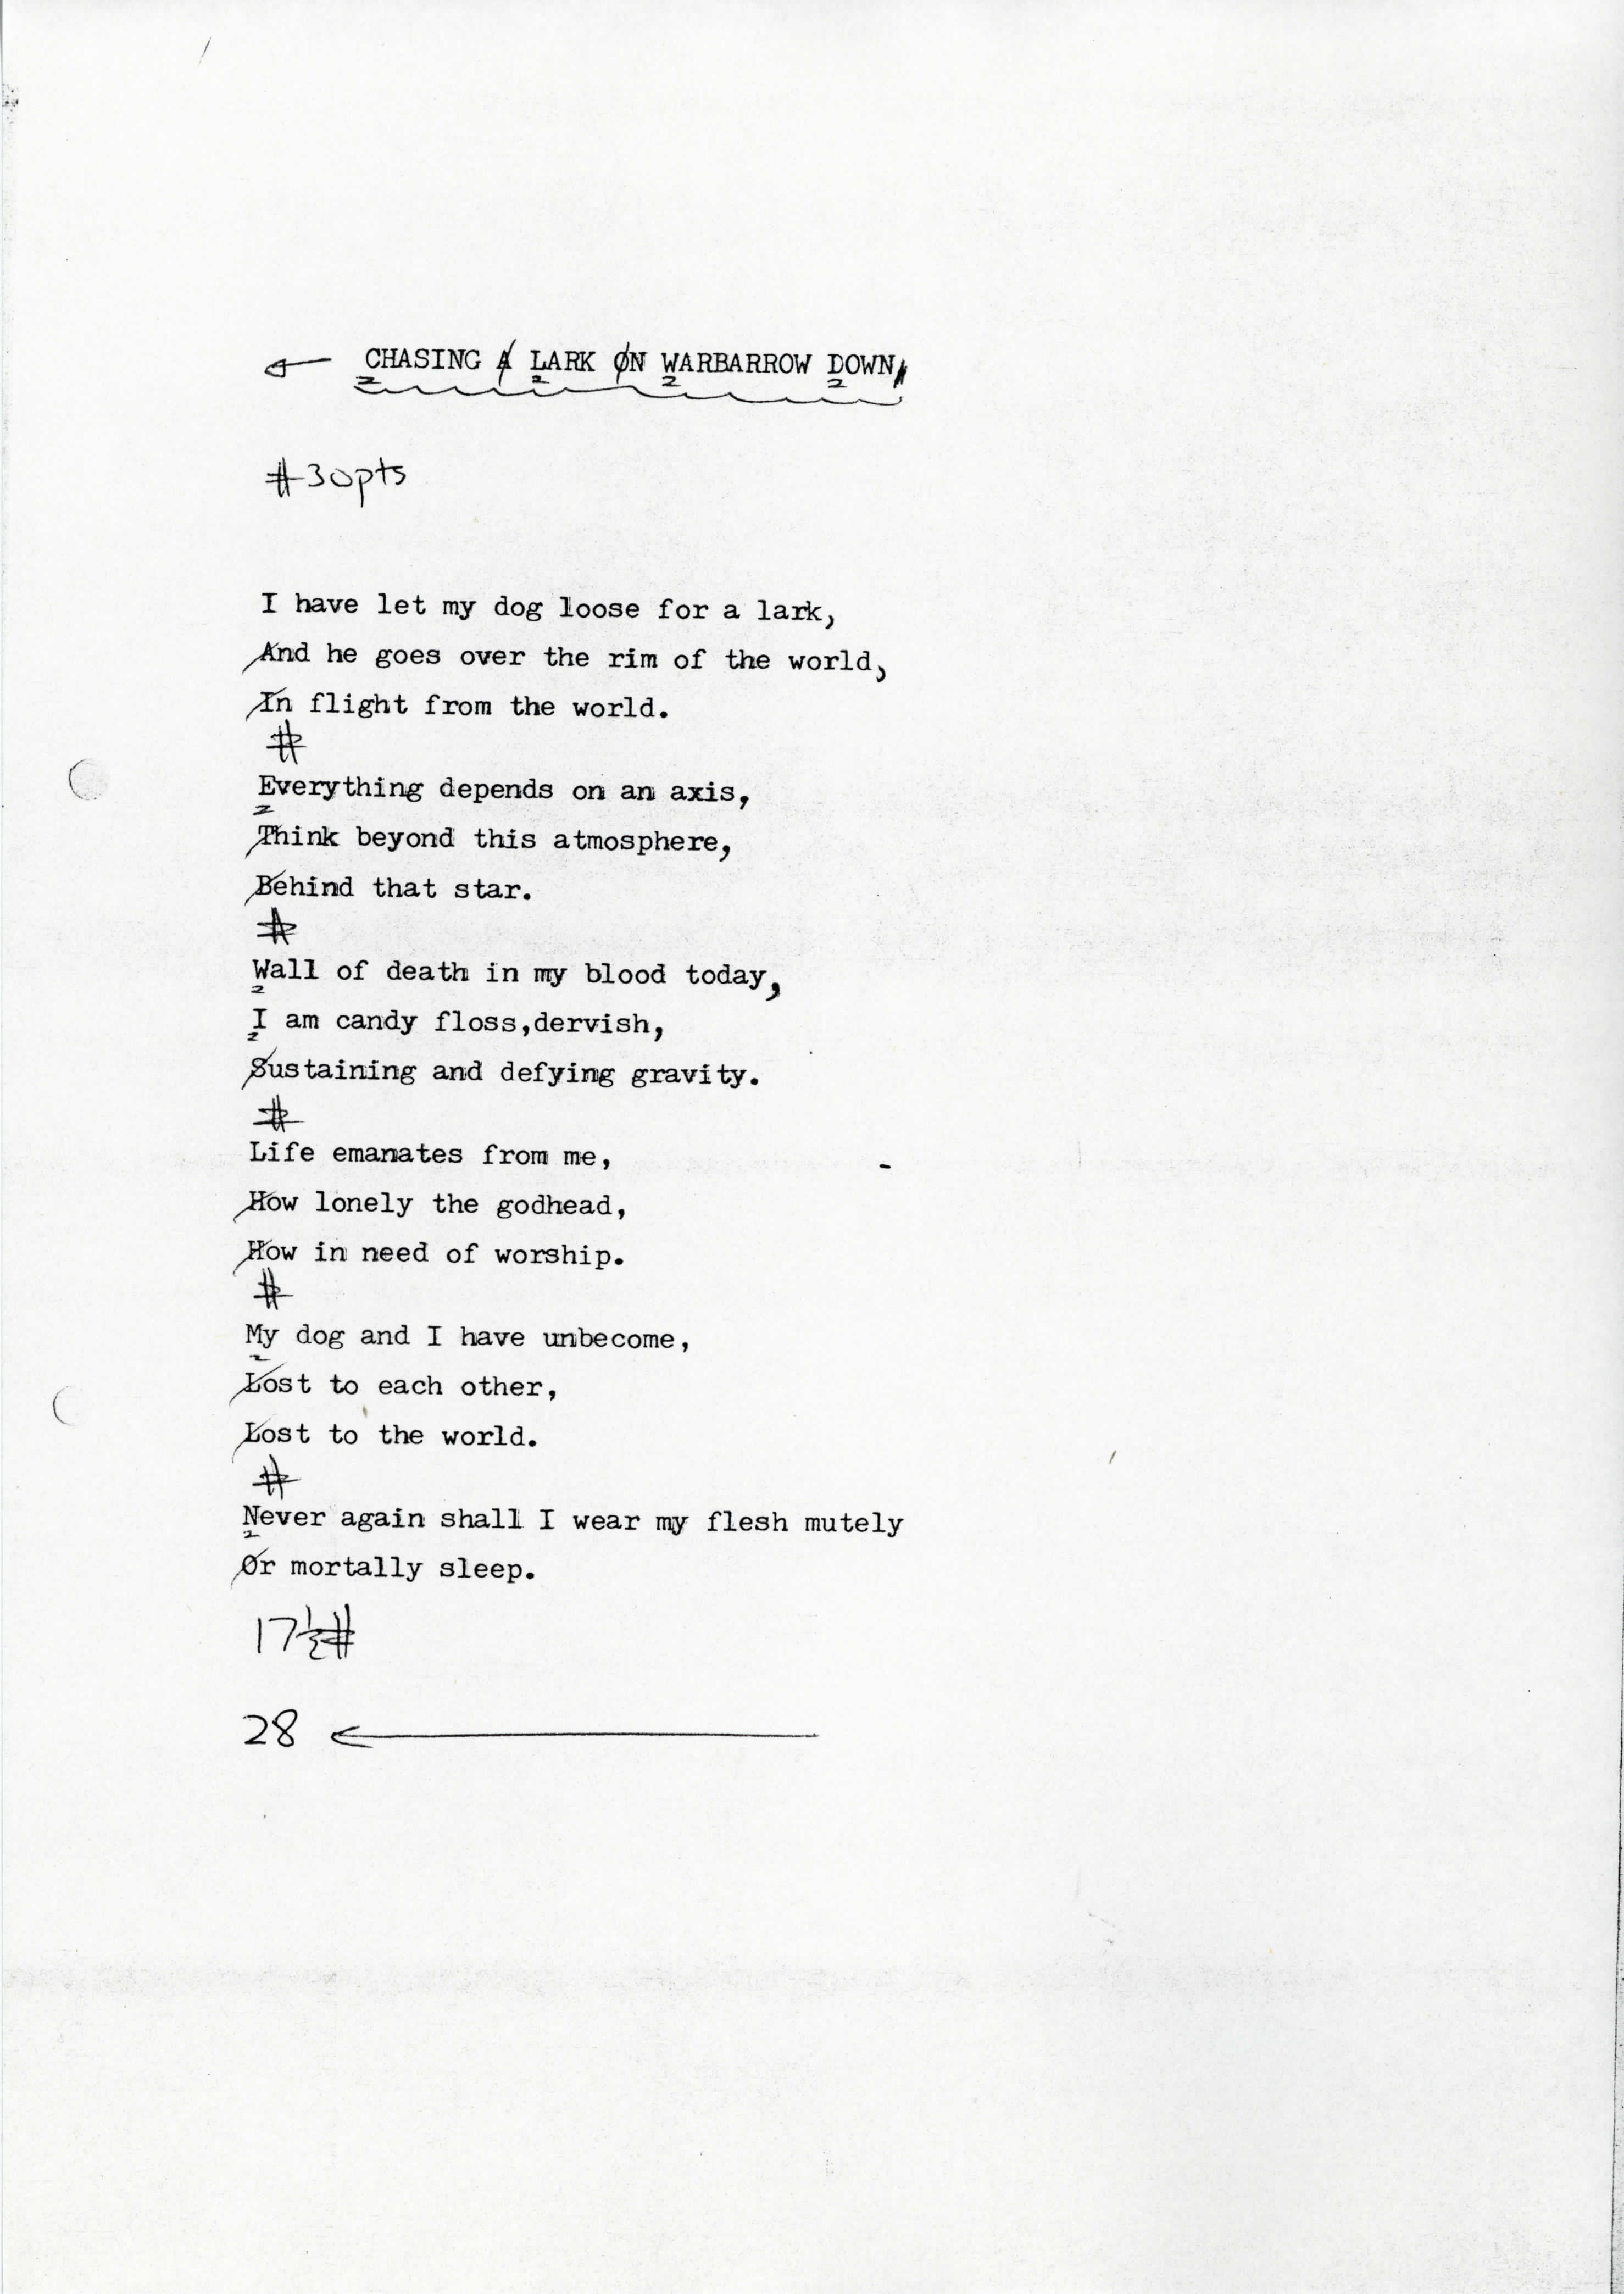 CHASING A LARK ON WARBARROW DOWN
#30pts
I have let my dog loose for a lark,
And he goes over the rim of the world,
In flight from the world.
#
Everything depends on an axis,
Think beyond this atmosphere,
Behind that star.
#
Wall of death in my blood today,
I am candy floss,dervish,
Sustaining and defying gravity.
#
Life emanates from me,
How lonely the godhead,
How in need of worship.
#
My dog and I have unbecome,
Lost to each other,
Lost to the world.
#
Never again shall I wear my flesh mutely
Or mortally sleep.
17½#
28